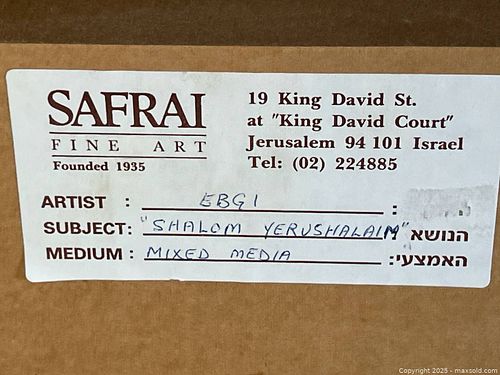 SAFRAI
FINE ART
Founded 1935
19 King David St.
at "King David Court"
Jerusalem 94 101 Israel
Tel: (02) 224885
ARTIST : EBGI :
SUBJECT: "SHALOM YERUSHALAIM" הנושא
MEDIUM : MIXED MEDIA האמצעי:
Copyright 2025 - maxsold.com